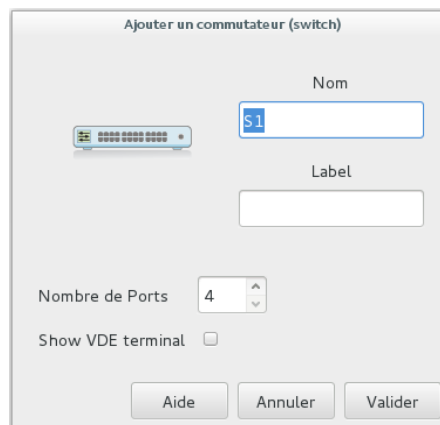 Ajouter un commutateur (switch)
Nom
S1
Label
Nombre de Ports 4
Show VDE terminal
Aide Annuler Valider